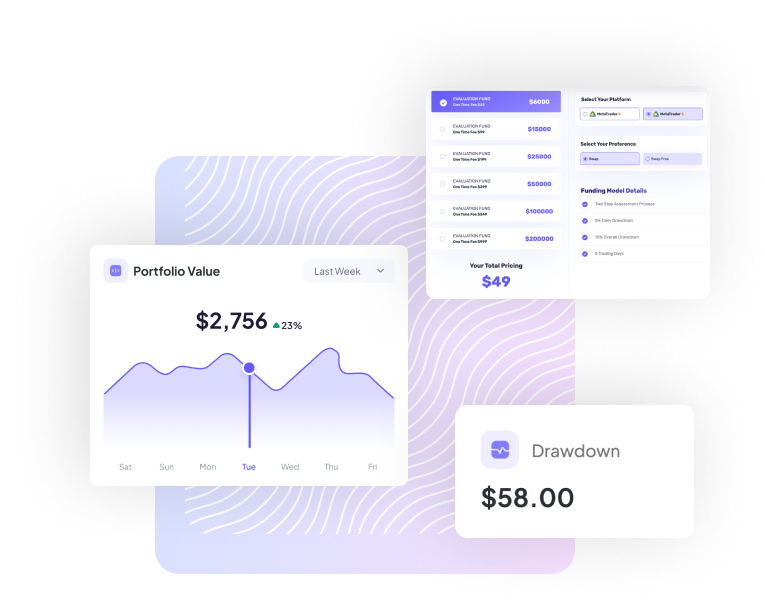 EVALUATION FUND
One Time Fee $49
$6000
EVALUATION FUND
One Time Fee $99
$15000
EVALUATION FUND
One Time Fee $199
$25000
EVALUATION FUND
One Time Fee $299
$50000
EVALUATION FUND
One Time Fee $549
$100000
EVALUATION FUND
One Time Fee $999
$200000
Your Total Pricing
$49
Select Your Platform
MetaTrader
MetaTrader
Select Your Preference
Swap
Swap Free
Funding Model Details
Two Step Assessment Process
5% Daily Drawdown
10% Overall Drawdown
5 Trading Days
Portfolio Value
Last Week
$2,756 23%
Sat Sun Mon Tue Wed Thu Fri
Drawdown
$58.00